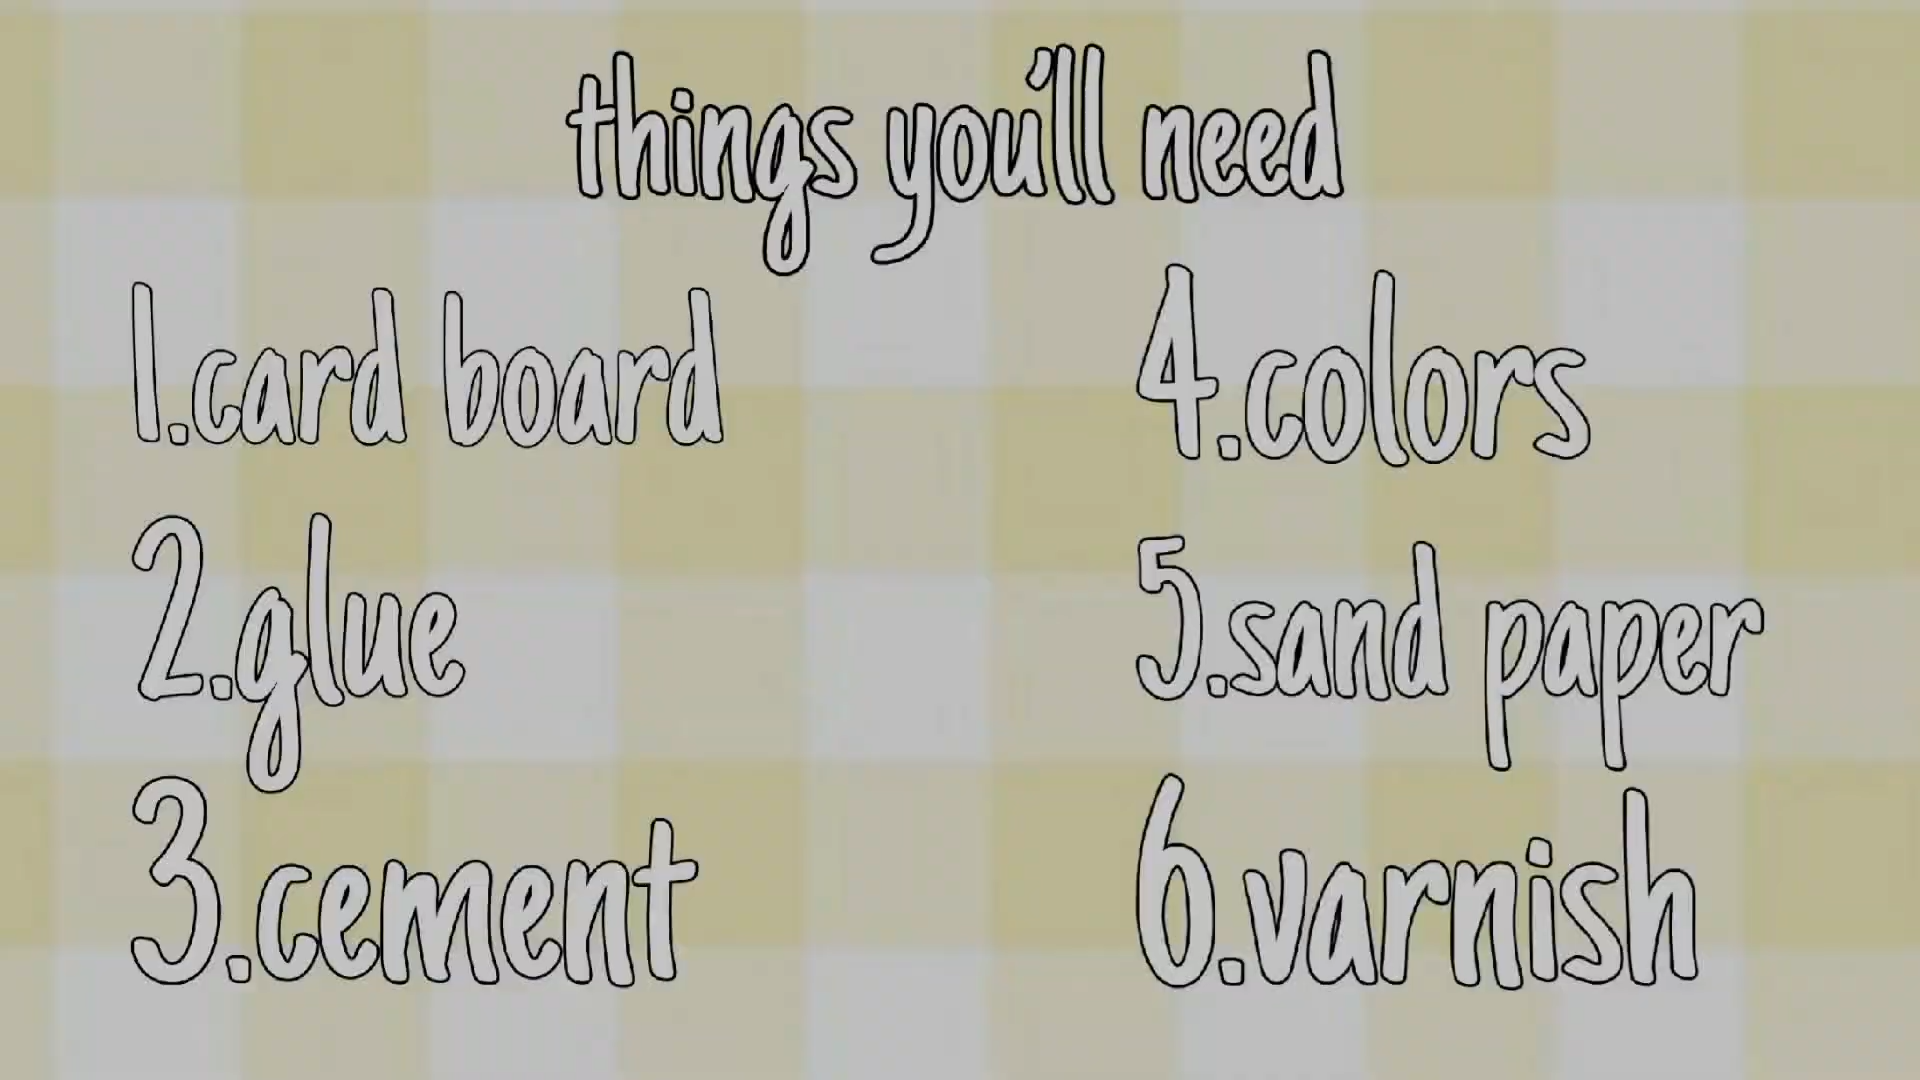 things you'll need
1.card board
2.glue
3.cement
4.colors
5.sand paper
6.varnish